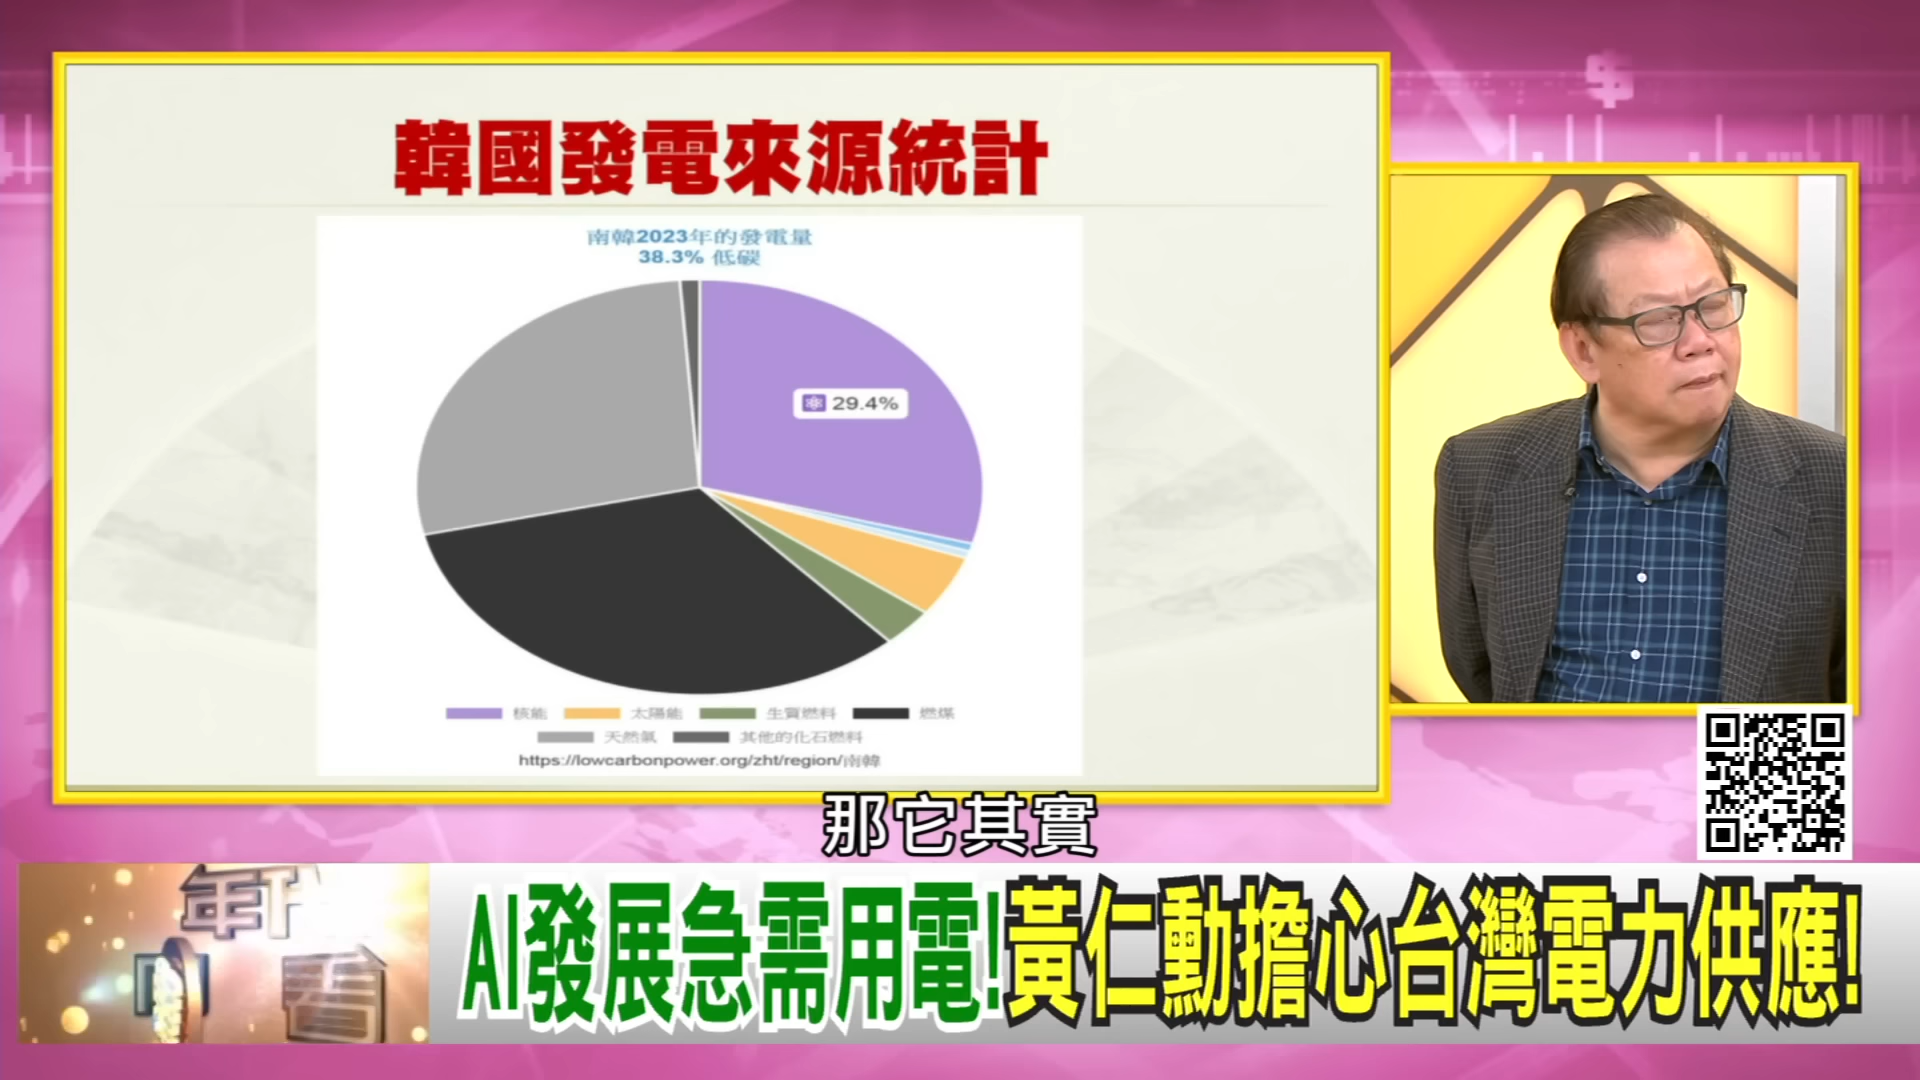 韓國發電來源統計
南韓2023年的發電量
38.3% 低碳
29.4%
核能 太陽能 生質燃料 燃煤
天然氣 其他的化石燃料
https://lowcarbonpower.org/zht/region/南韓
那它其實
AI發展急需用電!黃仁勳擔心台灣電力供應!